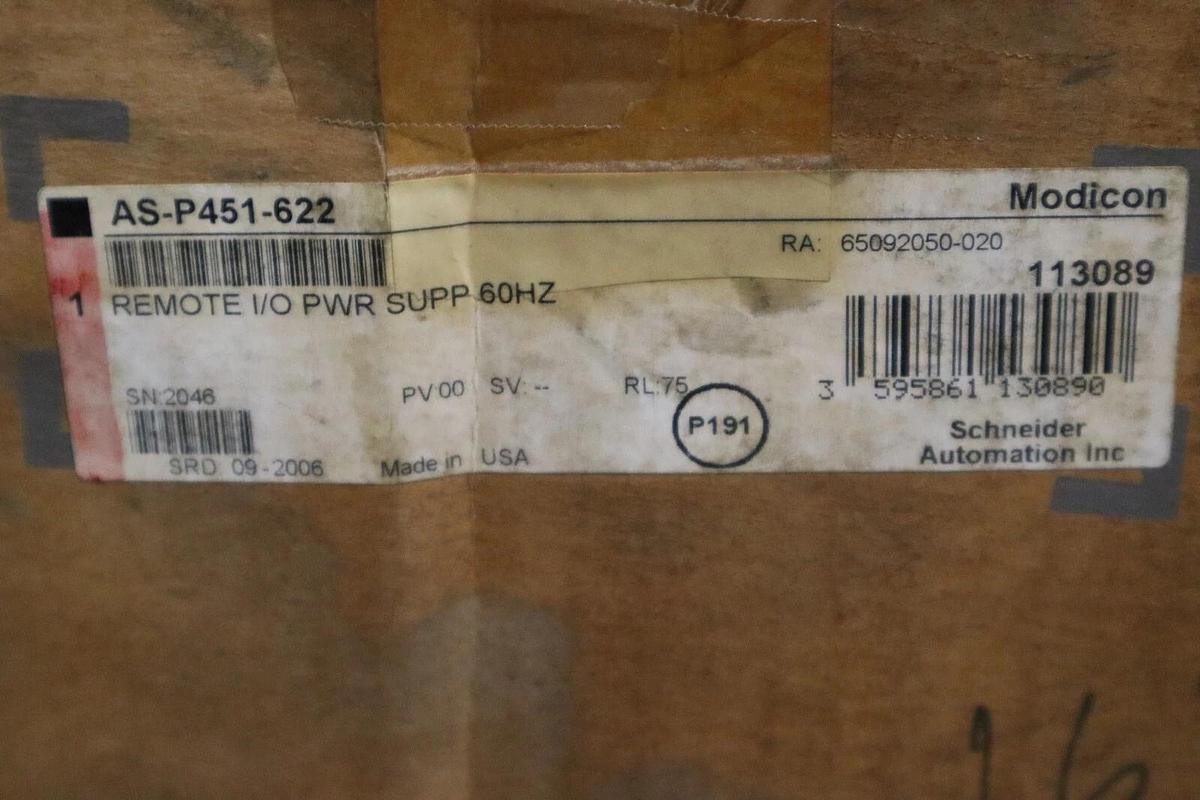 AS-P451-622
Modicon
RA: 65092050-020
113089
1 REMOTE I/O PWR SUPP 60HZ
SN:2046
PV:00 SV: -- RL:75
3 595861 130890
P191
SRD 09-2006
Made in USA
Schneider
Automation Inc
16